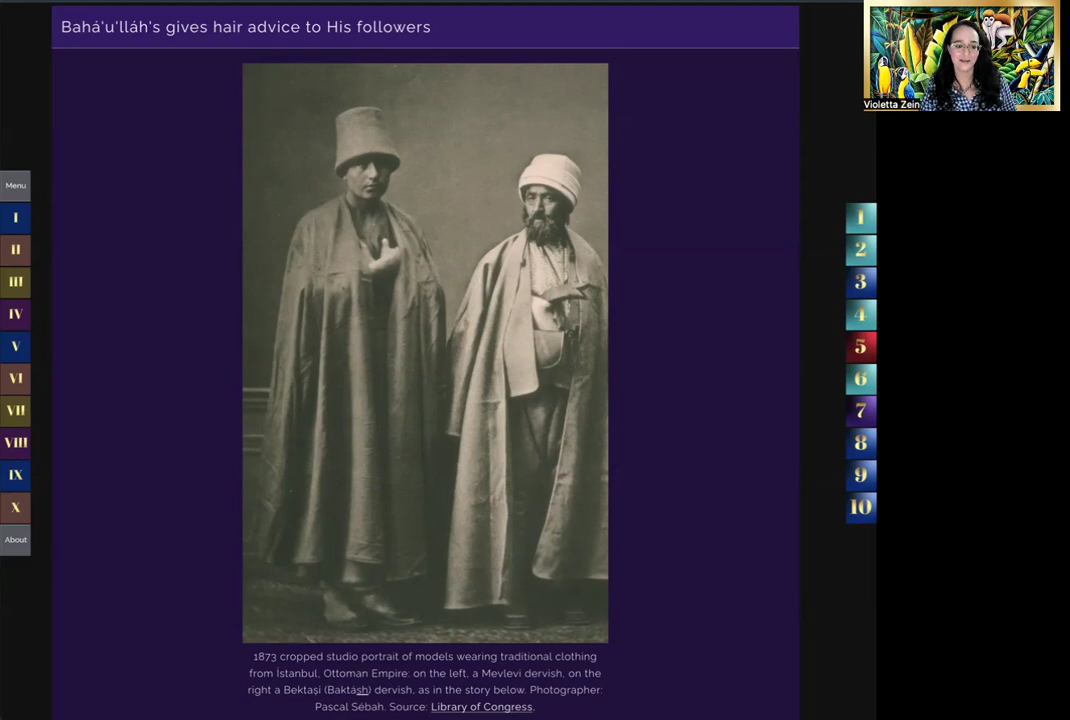 Bahá'u'lláh's gives hair advice to His followers
Violetta Zein
Menu
I
II
III
IV
V
VI
VII
VIII
IX
X
About
1
2
3
4
5
6
7
8
9
10
1873 cropped studio portrait of models wearing traditional clothing
from İstanbul, Ottoman Empire: on the left, a Mevlevi dervish, on the
right a Bektaşi (Baktásh) dervish, as in the story below. Photographer:
Pascal Sébah. Source: Library of Congress.